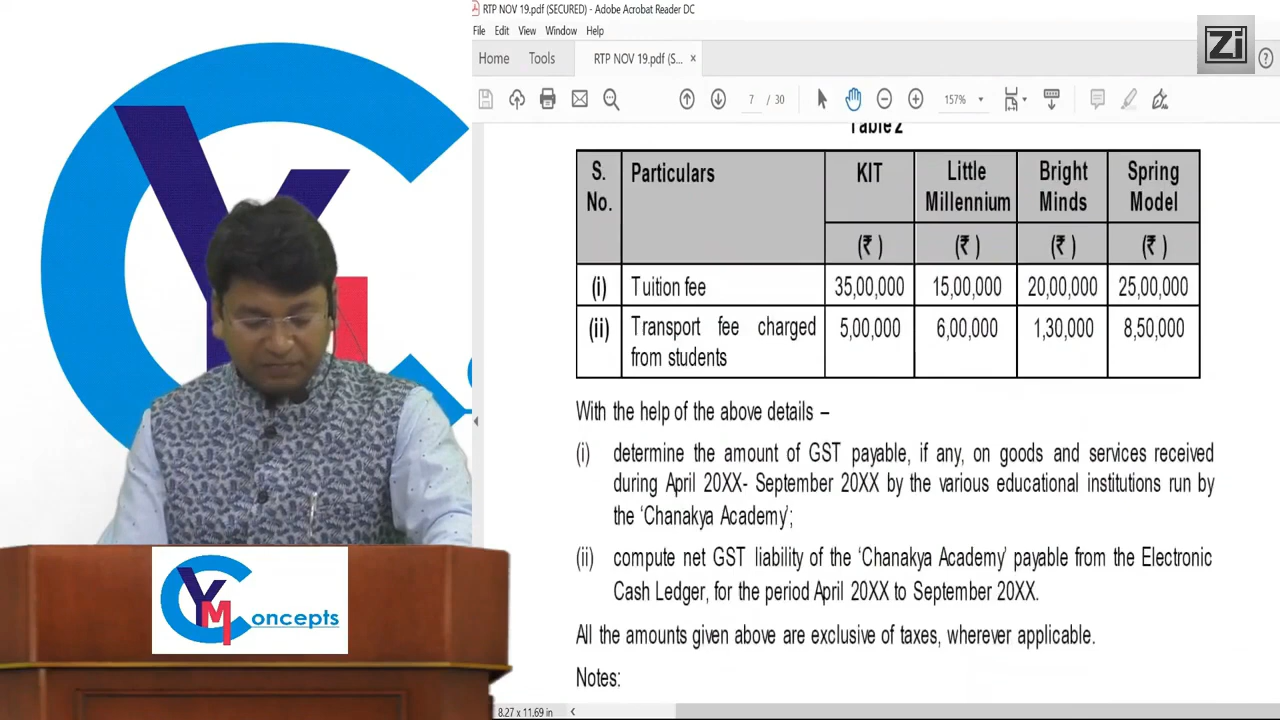 RTP NOV 19.pdf (SECURED) - Adobe Acrobat Reader DC
File Edit View Window Help
Home Tools RTP NOV 19.pdf (S... ×
Zi
7 / 30 157%
Table 2
S. No. Particulars KIT Little Millennium Bright Minds Spring Model
(₹ ) (₹ ) (₹ ) (₹ )
(i) Tuition fee 35,00,000 15,00,000 20,00,000 25,00,000
(ii) Transport fee charged 5,00,000 6,00,000 1,30,000 8,50,000
from students
With the help of the above details –
(i) determine the amount of GST payable, if any, on goods and services received
during April 20XX- September 20XX by the various educational institutions run by
the ‘Chanakya Academy’;
(ii) compute net GST liability of the ‘Chanakya Academy’ payable from the Electronic
Cash Ledger, for the period April 20XX to September 20XX.
All the amounts given above are exclusive of taxes, wherever applicable.
Notes:
8.27 x 11.69 in
YM
Concepts